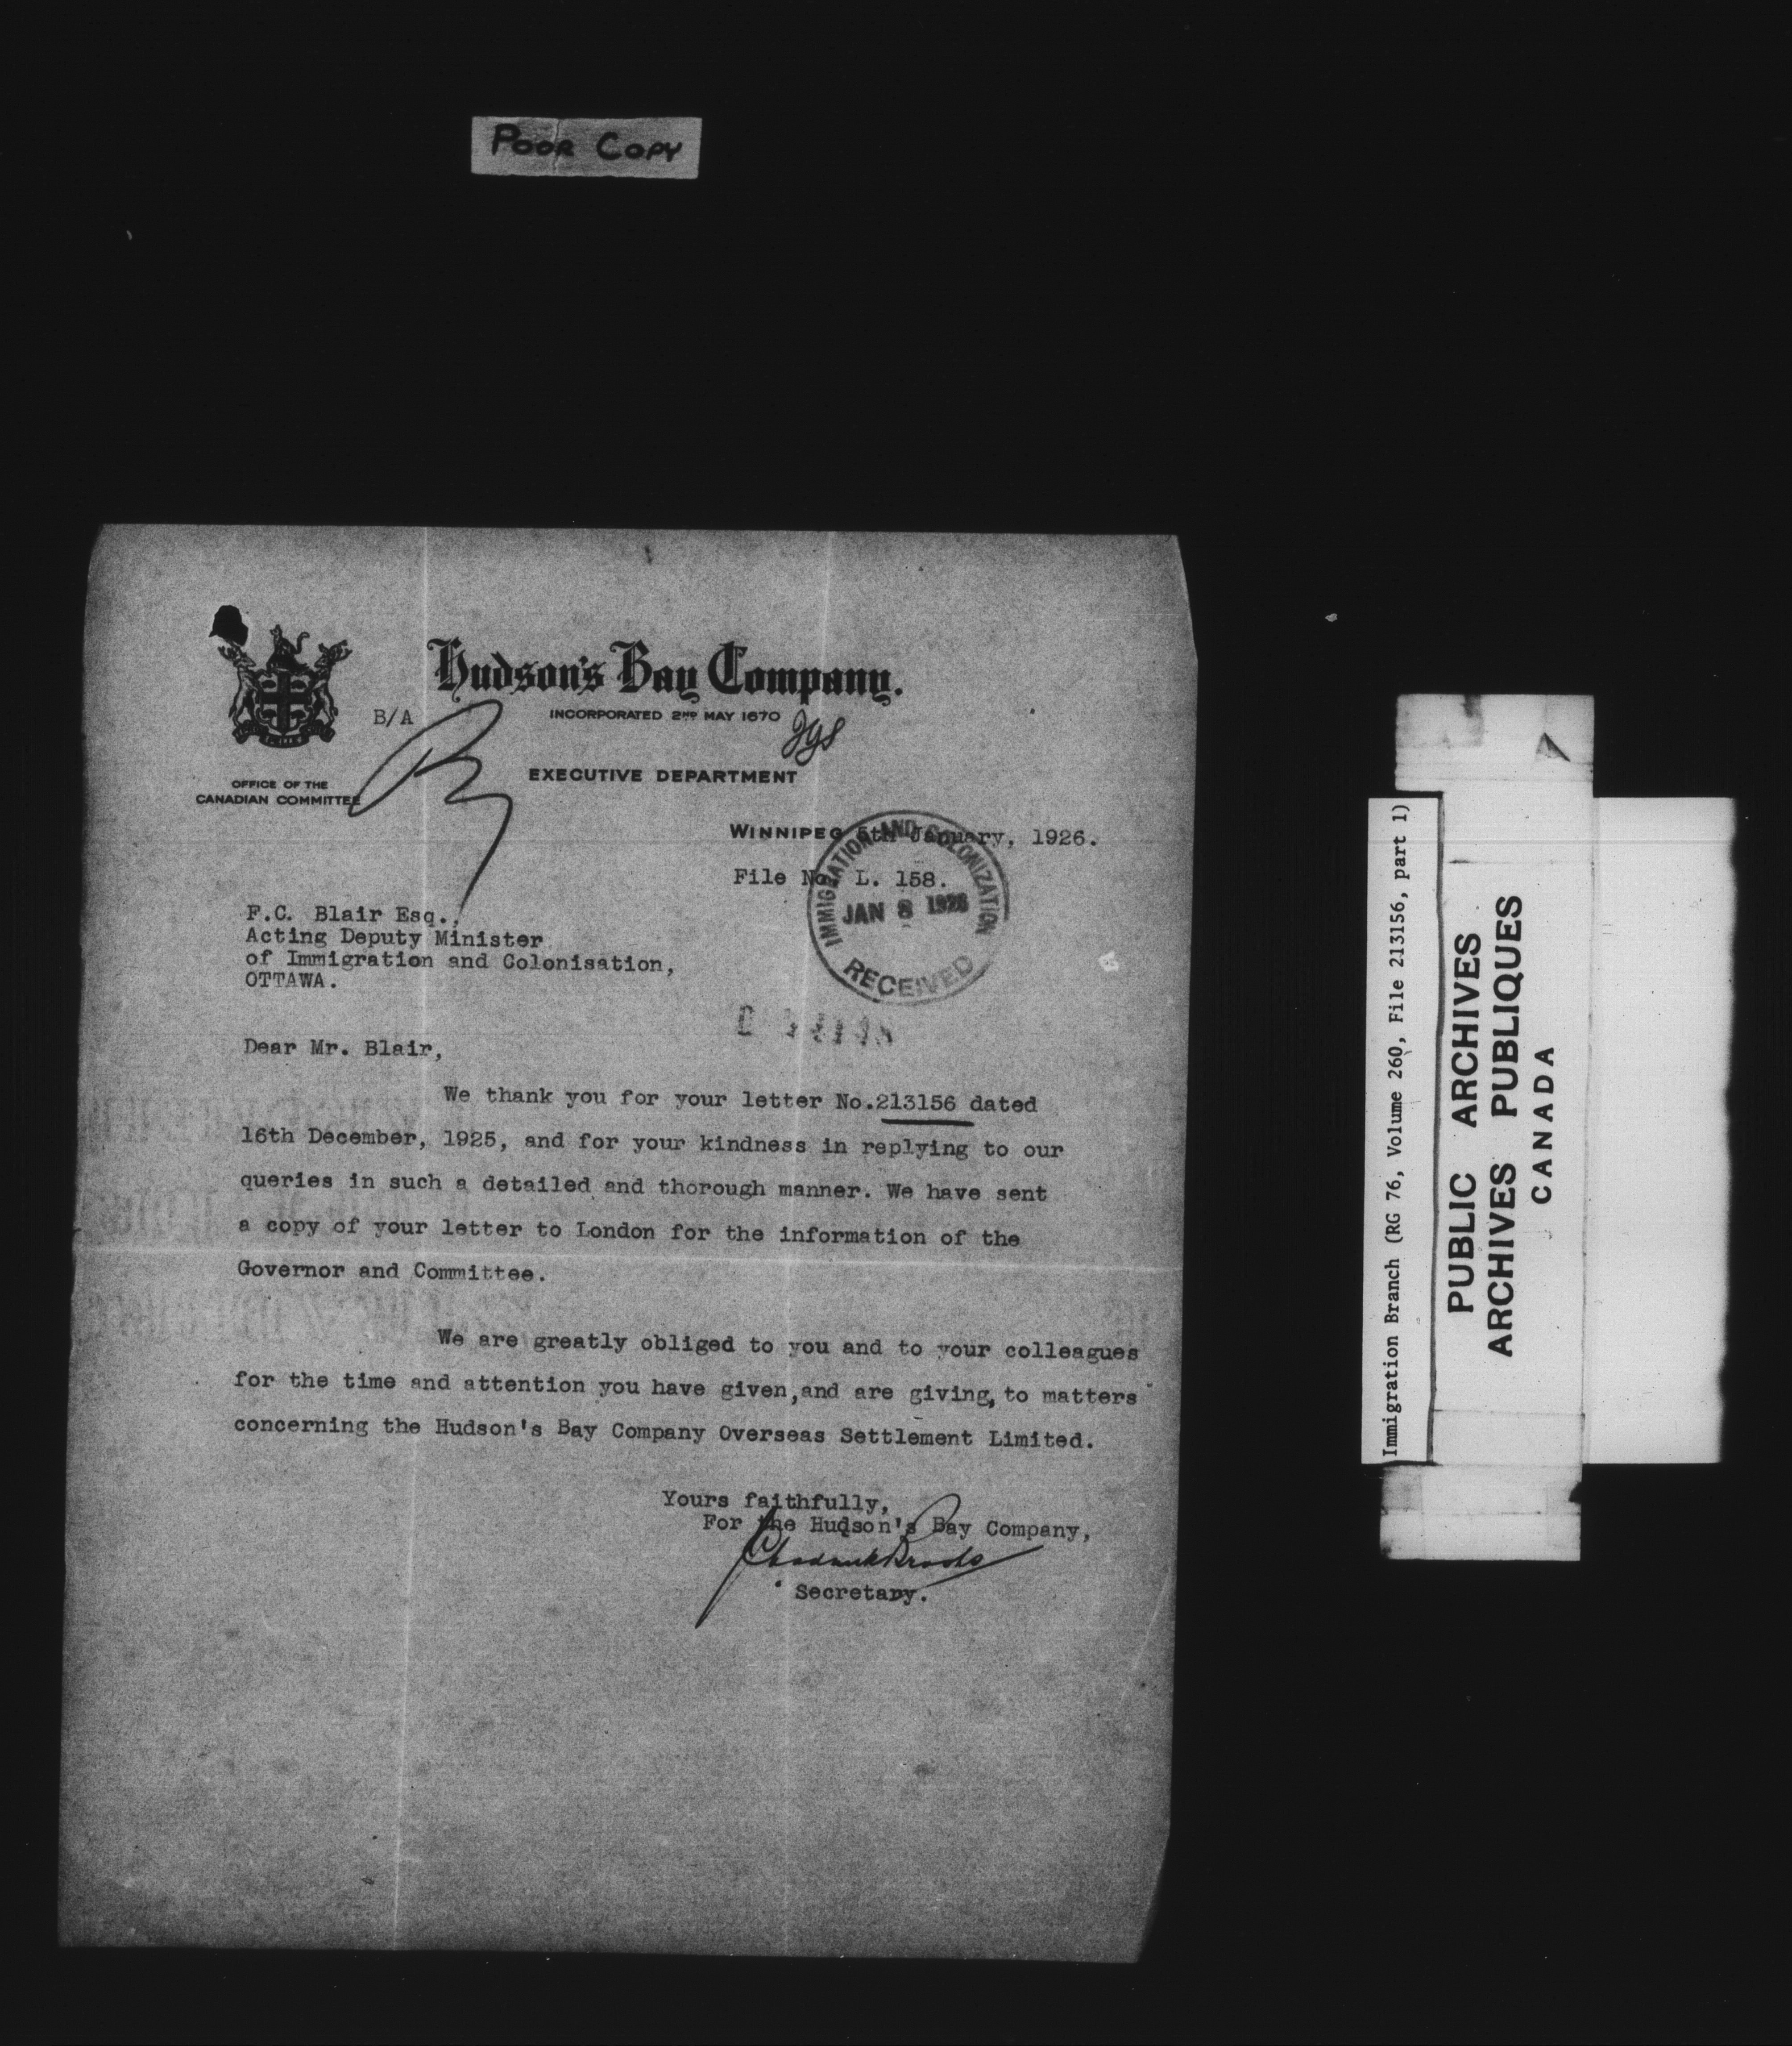 POOR COPY
Hudson's Bay Company.
INCORPORATED 2ND MAY 1670
B/A
EXECUTIVE DEPARTMENT
OFFICE OF THE
CANADIAN COMMITTEE
WINNIPEG 5th January, 1926.
File No. L. 158.
IMMIGRATION AND COLONIZATION
JAN 8 1926
RECEIVED
F.C. Blair Esq.,
Acting Deputy Minister
of Immigration and Colonisation,
OTTAWA.
Dear Mr. Blair,
We thank you for your letter No.213156 dated
16th December, 1925, and for your kindness in replying to our
queries in such a detailed and thorough manner. We have sent
a copy of your letter to London for the information of the
Governor and Committee.
We are greatly obliged to you and to your colleagues
for the time and attention you have given,and are giving, to matters
concerning the Hudson's Bay Company Overseas Settlement Limited.
Yours faithfully,
For the Hudson's Bay Company,
Secretary.
Immigration Branch (RG 76, Volume 260, File 213156, part 1)
PUBLIC ARCHIVES
ARCHIVES PUBLIQUES
CANADA